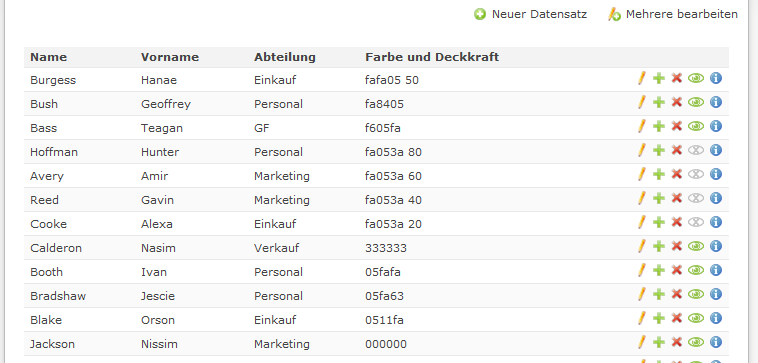 Neuer Datensatz Mehrere bearbeiten
Name Vorname Abteilung Farbe und Deckkraft
Burgess Hanae Einkauf fafa05 50
Bush Geoffrey Personal fa8405
Bass Teagan GF f605fa
Hoffman Hunter Personal fa053a 80
Avery Amir Marketing fa053a 60
Reed Gavin Marketing fa053a 40
Cooke Alexa Einkauf fa053a 20
Calderon Nasim Verkauf 333333
Booth Ivan Personal 05fafa
Bradshaw Jescie Personal 05fa63
Blake Orson Einkauf 0511fa
Jackson Nissim Marketing 000000